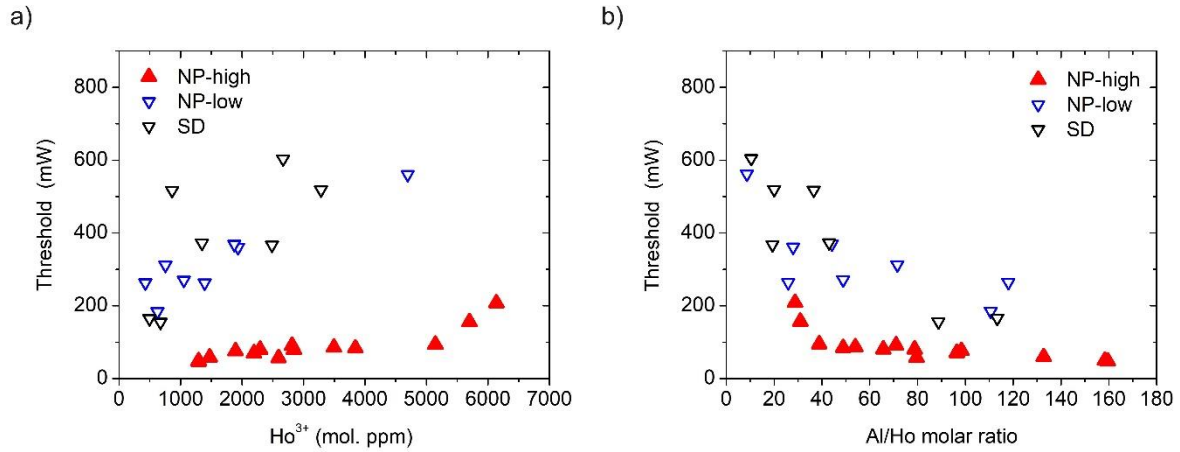 a)
b)
800
600
400
200
0
Threshold (mW)
NP-high
NP-low
SD
0 1000 2000 3000 4000 5000 6000 7000
Ho³⁺ (mol. ppm)
800
600
400
200
0
Threshold (mW)
NP-high
NP-low
SD
0 20 40 60 80 100 120 140 160 180
Al/Ho molar ratio